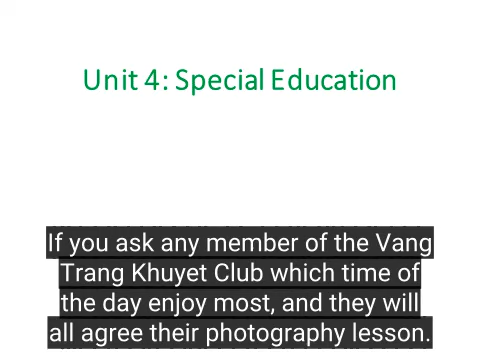 Unit 4: Special Education
If you ask any member of the Vang
Trang Khuyet Club which time of
the day enjoy most, and they will
all agree their photography lesson.